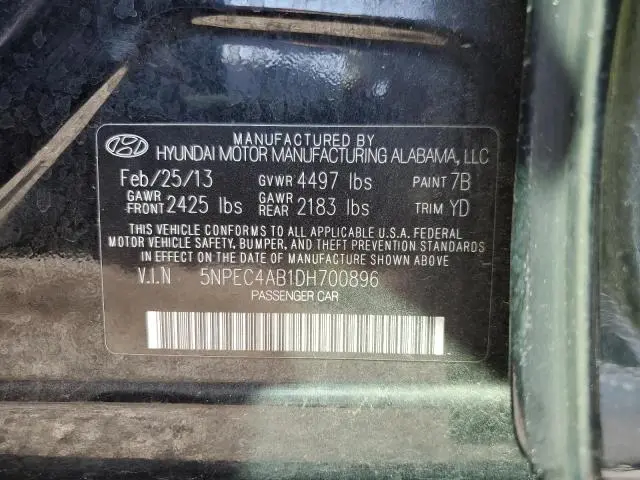 MANUFACTURED BY
HYUNDAI MOTOR MANUFACTURING ALABAMA, LLC
Feb/25/13 GVWR 4497 lbs PAINT 7B
GAWR FRONT 2425 lbs GAWR REAR 2183 lbs TRIM YD
THIS VEHICLE CONFORMS TO ALL APPLICABLE U.S.A. FEDERAL
MOTOR VEHICLE SAFETY, BUMPER, AND THEFT PREVENTION STANDARDS
IN EFFECT ON THE DATE OF MANUFACTURE SHOWN ABOVE
V.I.N 5NPEC4AB1DH700896
PASSENGER CAR